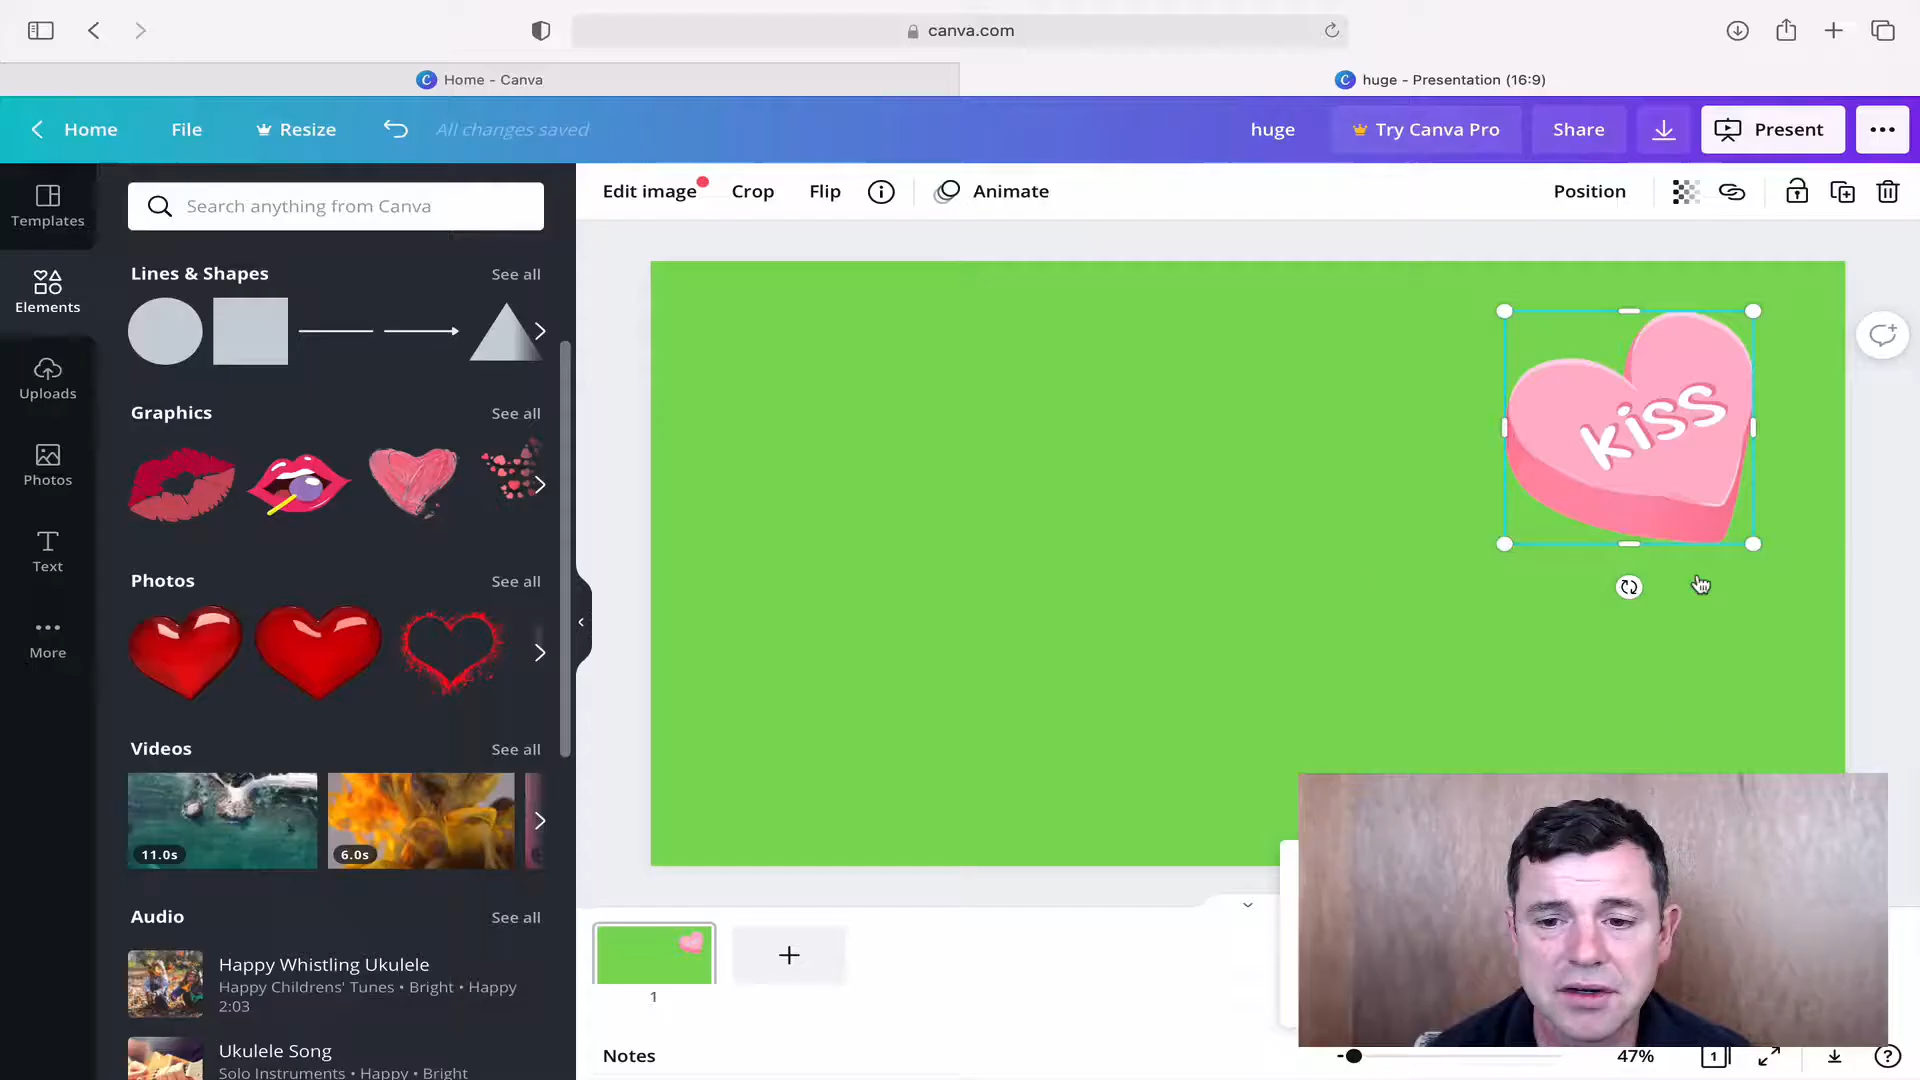 canva.com
Home - Canva
huge - Presentation (16:9)
Home
File
Resize
All changes saved
huge
Try Canva Pro
Share
Present
Templates
Elements
Uploads
Photos
Text
More
Search anything from Canva
Lines & Shapes
See all
Graphics
See all
Photos
See all
Videos
See all
11.0s
6.0s
Audio
See all
Happy Whistling Ukulele
Happy Childrens' Tunes • Bright • Happy
2:03
Ukulele Song
Solo Instruments • Happy • Bright
Edit image
Crop
Flip
Animate
Position
kiss
1
Notes
47%
1